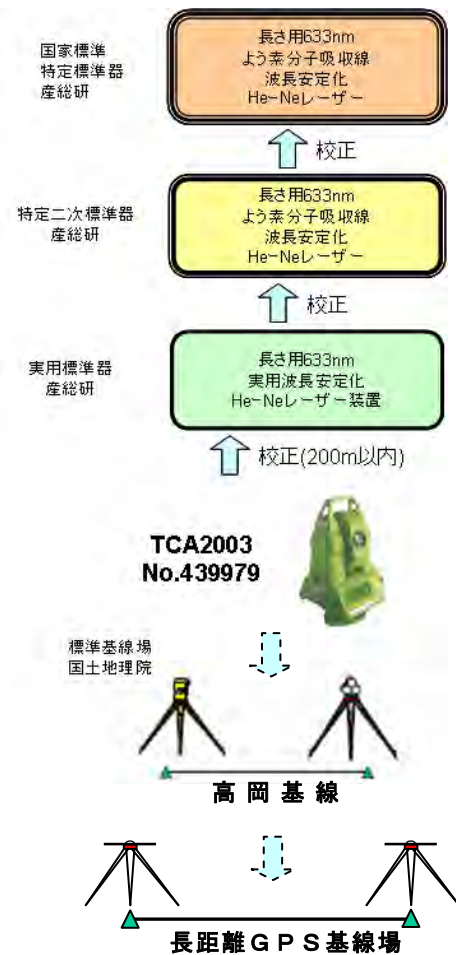 国家標準
特定標準器
産総研
長さ用633nm
よう素分子吸収線
波長安定化
He-Neレーザー
校正
特定二次標準器
産総研
長さ用633nm
よう素分子吸収線
波長安定化
He-Neレーザー
校正
実用標準器
産総研
長さ用633nm
実用波長安定化
He-Neレーザー装置
校正(200m以内)
TCA2003
No.439979
標準基線場
国土地理院
高岡基線
長距離GPS基線場